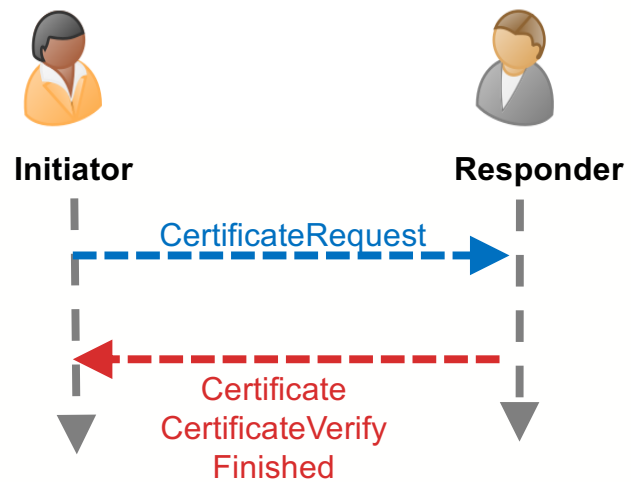 Initiator
Responder
CertificateRequest
Certificate
CertificateVerify
Finished